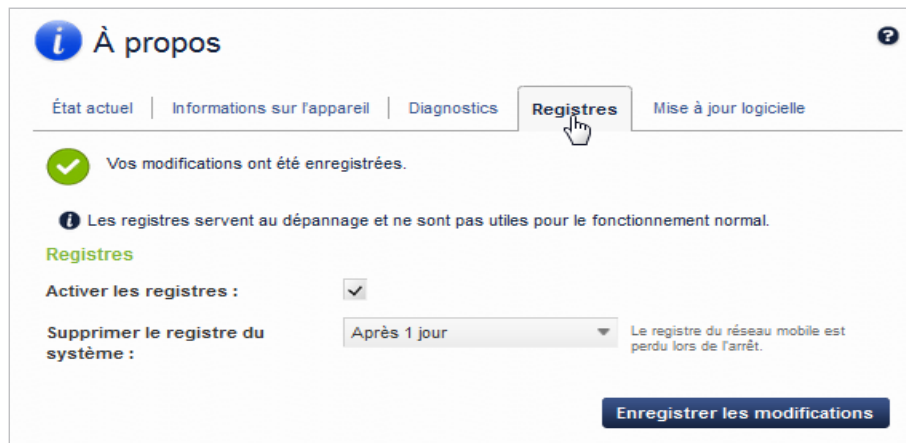 À propos
État actuel
Informations sur l'appareil
Diagnostics
Registres
Mise à jour logicielle
Vos modifications ont été enregistrées.
Les registres servent au dépannage et ne sont pas utiles pour le fonctionnement normal.
Registres
Activer les registres :
Supprimer le registre du
système :
Après 1 jour
Le registre du réseau mobile est
perdu lors de l'arrêt.
Enregistrer les modifications